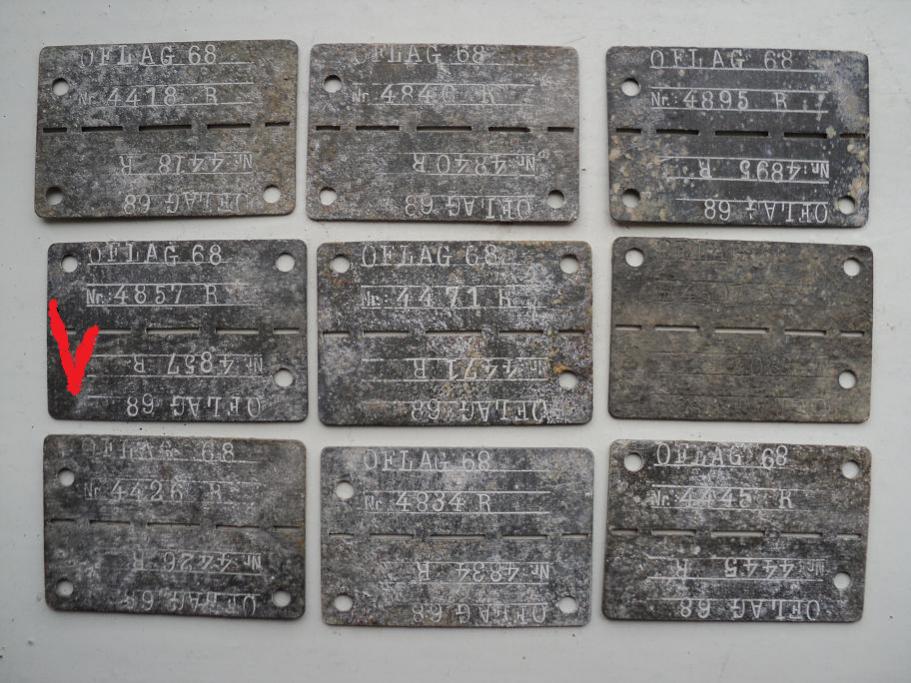 OFLAG 68
Nr. 4418 R
Nr. 4418 R
OFLAG 68
OFLAG 68
Nr. 4840 R
Nr. 4840 R
OFLAG 68
OFLAG 68
Nr. 4895 R
Nr. 4895 R
OFLAG 68
OFLAG 68
Nr. 4857 R
Nr. 4857 R
OFLAG 68
OFLAG 68
Nr. 4471 R
Nr. 4471 R
OFLAG 68
OFLAG 68
Nr. 4426 R
Nr. 4426 R
OFLAG 68
OFLAG 68
Nr. 4834 R
Nr. 4834 R
OFLAG 68
OFLAG 68
Nr. 4445 R
Nr. 4445 R
OFLAG 68